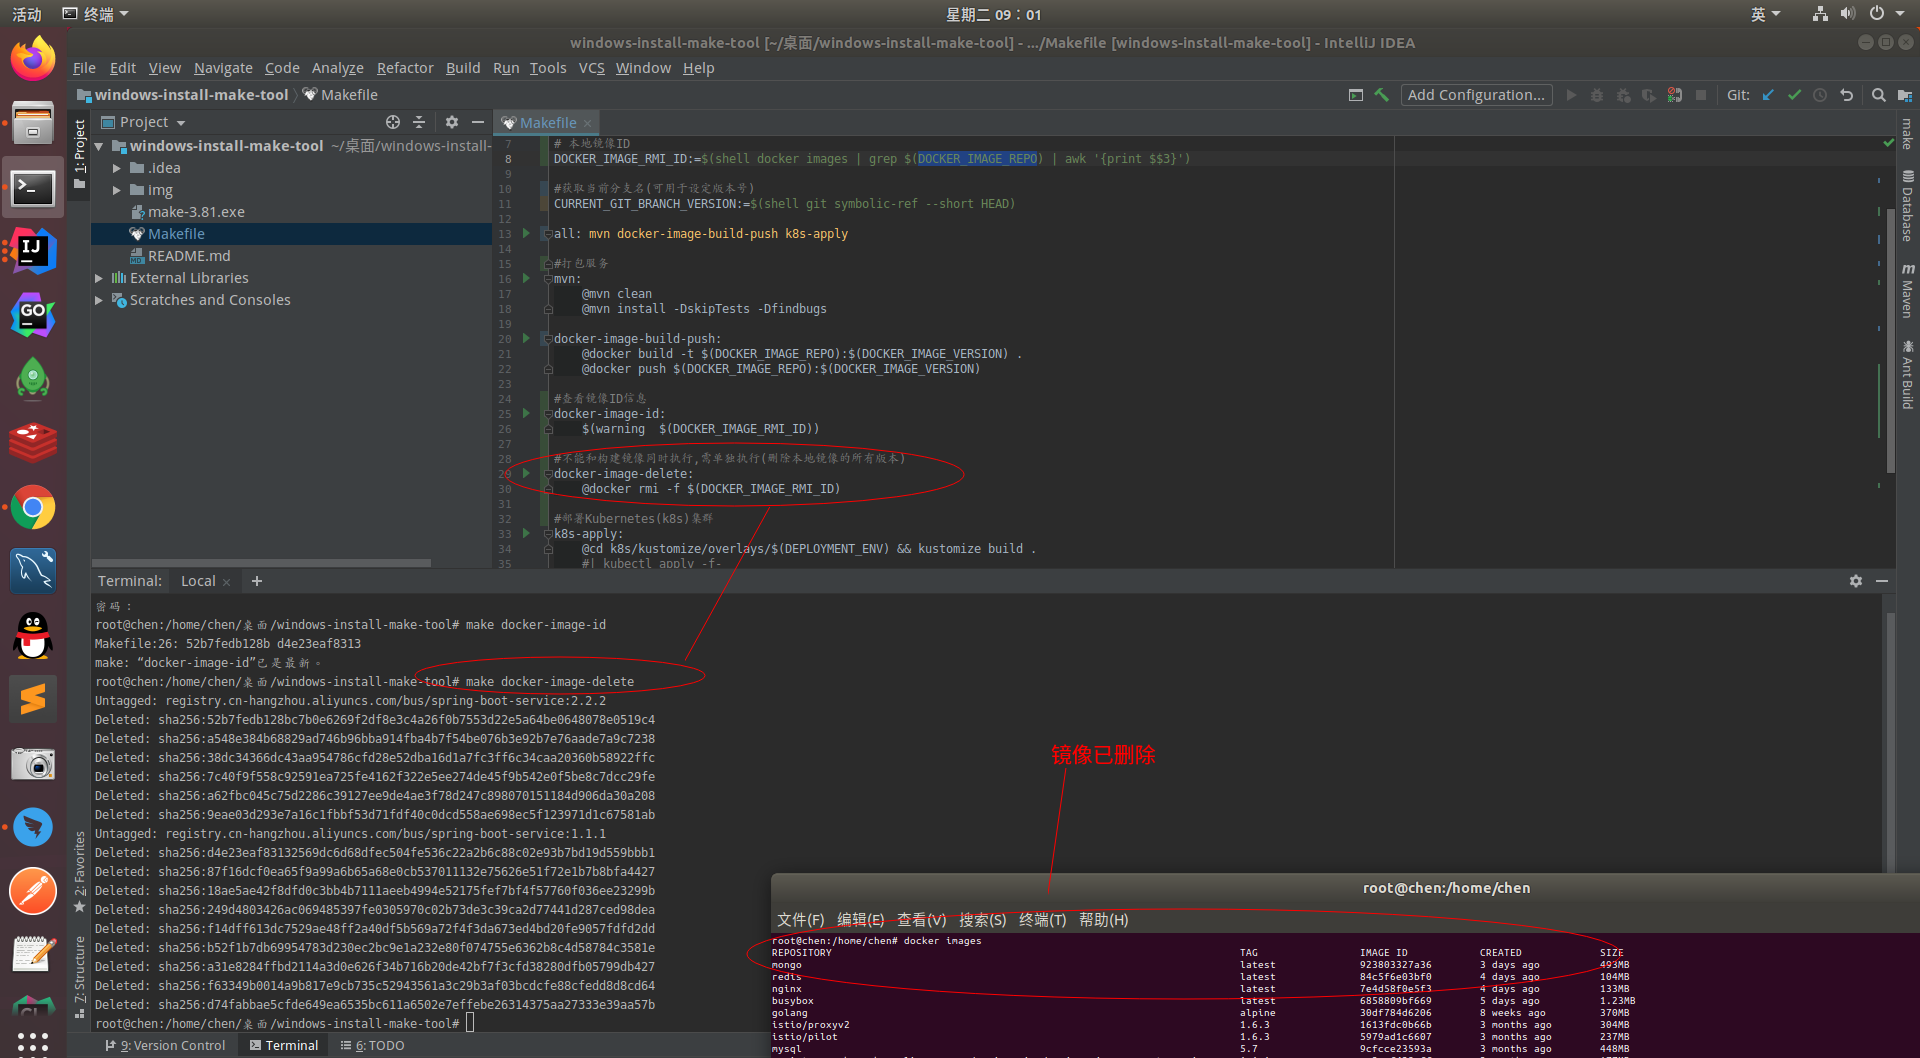 活动
终端
星期二 09：01
英
windows-install-make-tool [~/桌面/windows-install-make-tool] - .../Makefile [windows-install-make-tool] - IntelliJ IDEA
File Edit View Navigate Code Analyze Refactor Build Run Tools VCS Window Help
windows-install-make-tool Makefile
Add Configuration...
Git:
1: Project
Project
windows-install-make-tool ~/桌面/windows-install-
.idea
img
make-3.81.exe
Makefile
README.md
External Libraries
Scratches and Consoles
Makefile
7 # 本地镜像ID
8 DOCKER_IMAGE_RMI_ID:=$(shell docker images | grep $(DOCKER_IMAGE_REPO) | awk '{print $$3}')
9
10 #获取当前分支名(可用于设定版本号)
11 CURRENT_GIT_BRANCH_VERSION:=$(shell git symbolic-ref --short HEAD)
12
13 all: mvn docker-image-build-push k8s-apply
14
15 #打包服务
16 mvn:
17 @mvn clean
18 @mvn install -DskipTests -Dfindbugs
19
20 docker-image-build-push:
21 @docker build -t $(DOCKER_IMAGE_REPO):$(DOCKER_IMAGE_VERSION) .
22 @docker push $(DOCKER_IMAGE_REPO):$(DOCKER_IMAGE_VERSION)
23
24 #查看镜像ID信息
25 docker-image-id:
26 $(warning  $(DOCKER_IMAGE_RMI_ID))
27
28 #不能和构建镜像同时执行,需单独执行(删除本地镜像的所有版本)
29 docker-image-delete:
30 @docker rmi -f $(DOCKER_IMAGE_RMI_ID)
31
32 #部署Kubernetes(k8s)集群
33 k8s-apply:
34 @cd k8s/kustomize/overlays/$(DEPLOYMENT_ENV) && kustomize build .
35 #| kubectl apply -f-
make
Database
m Maven
Ant Build
Terminal: Local
密码：
root@chen:/home/chen/桌面/windows-install-make-tool# make docker-image-id
Makefile:26: 52b7fedb128b d4e23eaf8313
make: “docker-image-id”已是最新。
root@chen:/home/chen/桌面/windows-install-make-tool# make docker-image-delete
Untagged: registry.cn-hangzhou.aliyuncs.com/bus/spring-boot-service:2.2.2
Deleted: sha256:52b7fedb128bc7b0e6269f2df8e3c4a26f0b7553d22e5a64be0648078e0519c4
Deleted: sha256:a548e384b68829ad746b96bba914fba4b7f54be076b3e92b7e76aade7a9c7238
Deleted: sha256:38dc34366dc43aa954786cfd28e52dba16d1a7fc3ff6c34caa20360b58922ffc
Deleted: sha256:7c40f9f558c92591ea725fe4162f322e5ee274de45f9b542e0f5be8c7dcc29fe
Deleted: sha256:a62fbc045c75d2286c39127ee9de4ae3f78d247c898070151184d906da30a208
Deleted: sha256:9eae03d293e7a16c1fbbf53d71fdf40c0dcd558ae698ec5f123971d1c67581ab
Untagged: registry.cn-hangzhou.aliyuncs.com/bus/spring-boot-service:1.1.1
Deleted: sha256:d4e23eaf83132569dc6d68dfec504fe536c22a2b6c88c02e93b7bd19d559bbb1
Deleted: sha256:87f16dcf0ea65f9a99a6b65a68e0cb537011132e75626e51f72e1b7b8bfa4427
Deleted: sha256:18ae5ae42f8dfd0c3bb4b7111aeeb4994e52175fef7bf4f57760f036ee23299b
Deleted: sha256:249d4803426ac069485397fe0305970c02b73de3c39ca2d77441d287ced98dea
Deleted: sha256:f14dff613dc7529ae48ff2a40df5b569a72f4f3da673ed4bd20fe9057fdfd2dd
Deleted: sha256:b52f1b7db69954783d230ec2bc9e1a232e80f074755e6362b8c4d58784c3581e
Deleted: sha256:a31e8284ffbd2114a3d0e626f34b716b20de42bf7f3cfd38280dfb05799db427
Deleted: sha256:f63349b0014a9b817e9cb735c52943561a3c29b3af03bcdcfe88cfedd8d8cd64
Deleted: sha256:d74fabbae5cfde649ea6535bc611a6502e7effebe26314375aa27333e39aa57b
root@chen:/home/chen/桌面/windows-install-make-tool#
2: Favorites
7: Structure
镜像已删除
root@chen:/home/chen
文件(F) 编辑(E) 查看(V) 搜索(S) 终端(T) 帮助(H)
root@chen:/home/chen# docker images
REPOSITORY TAG IMAGE ID CREATED SIZE
mongo latest 923803327a36 3 days ago 493MB
redis latest 84c5f6e03bf0 4 days ago 104MB
nginx latest 7e4d58f0e5f3 4 days ago 133MB
busybox latest 6858809bf669 5 days ago 1.23MB
golang alpine 30df784d6206 8 weeks ago 370MB
istio/proxyv2 1.6.3 1613fdc0b66b 3 months ago 304MB
istio/pilot 1.6.3 5979ad1c6607 3 months ago 237MB
mysql 5.7 9cfcce23593a 3 months ago 448MB
9: Version Control Terminal 6: TODO